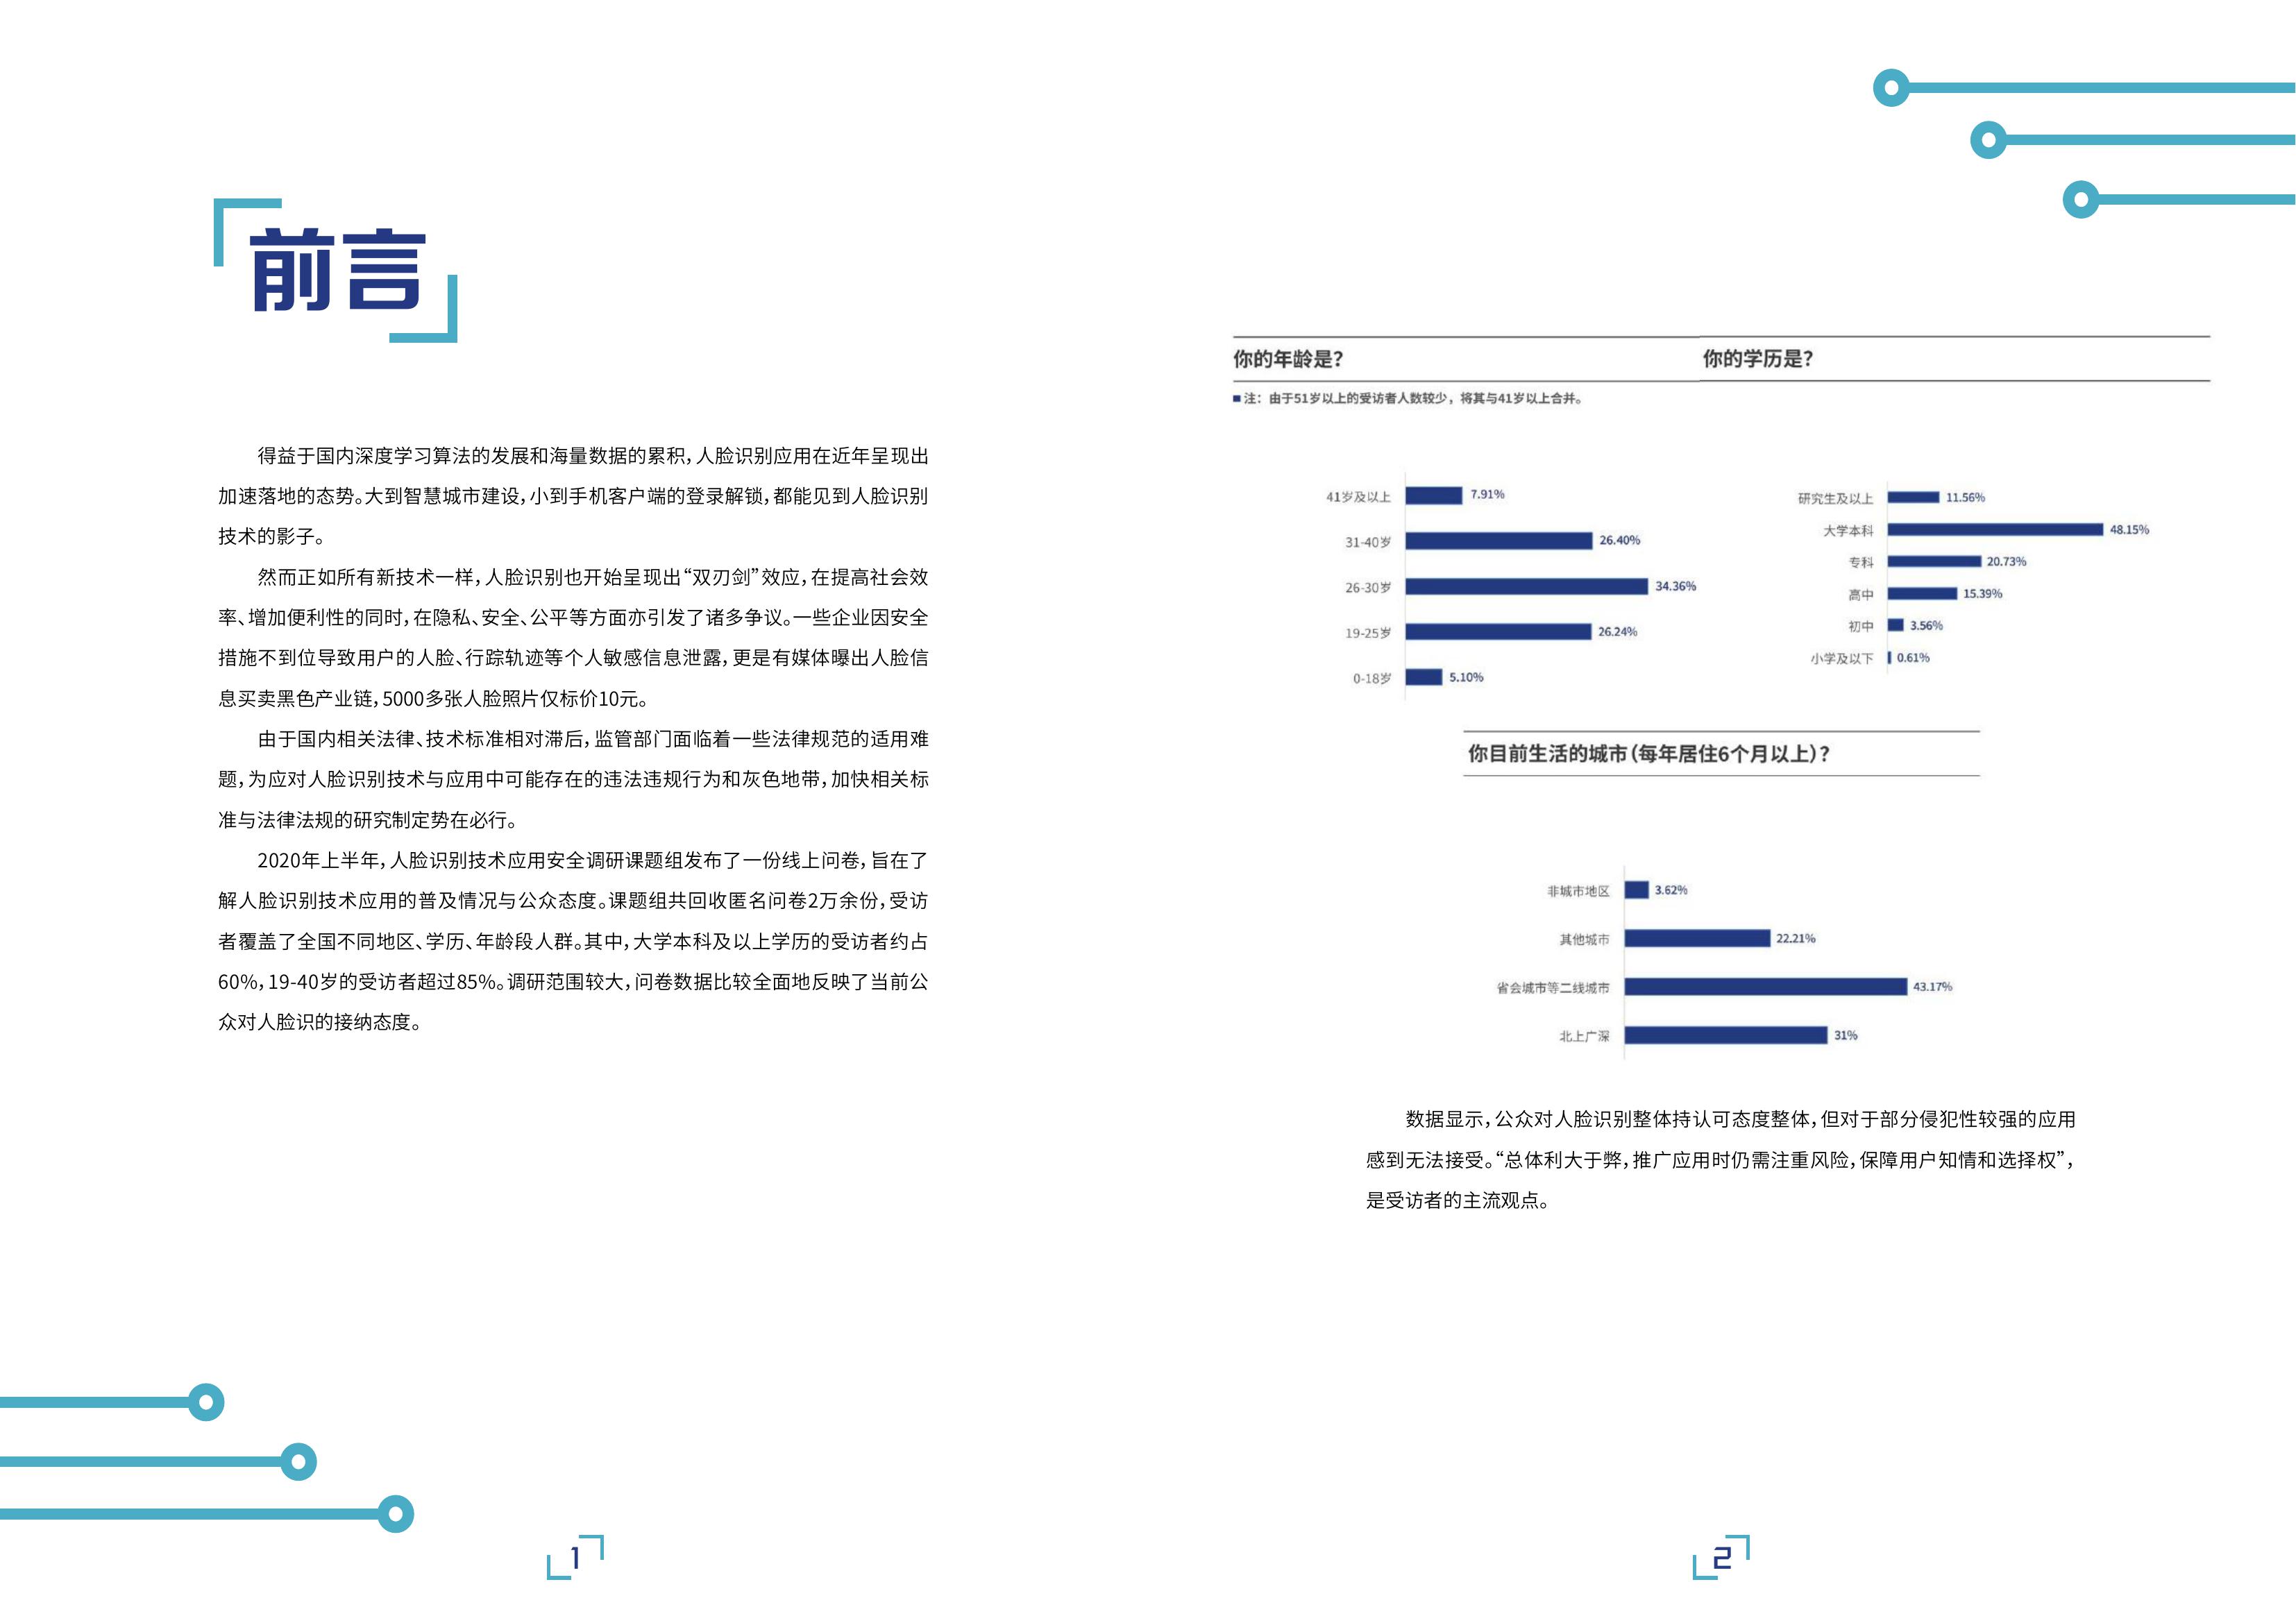 前言
得益于国内深度学习算法的发展和海量数据的累积，人脸识别应用在近年呈现出
加速落地的态势。大到智慧城市建设，小到手机客户端的登录解锁，都能见到人脸识别
技术的影子。
然而正如所有新技术一样，人脸识别也开始呈现出“双刃剑”效应，在提高社会效
率、增加便利性的同时，在隐私、安全、公平等方面亦引发了诸多争议。一些企业因安全
措施不到位导致用户的人脸、行踪轨迹等个人敏感信息泄露，更是有媒体曝出人脸信
息买卖黑色产业链，5000多张人脸照片仅标价10元。
由于国内相关法律、技术标准相对滞后，监管部门面临着一些法律规范的适用难
题，为应对人脸识别技术与应用中可能存在的违法违规行为和灰色地带，加快相关标
准与法律法规的研究制定势在必行。
2020年上半年，人脸识别技术应用安全调研课题组发布了一份线上问卷，旨在了
解人脸识别技术应用的普及情况与公众态度。课题组共回收匿名问卷2万余份，受访
者覆盖了全国不同地区、学历、年龄段人群。其中，大学本科及以上学历的受访者约占
60%，19-40岁的受访者超过85%。调研范围较大，问卷数据比较全面地反映了当前公
众对人脸识的接纳态度。
1
你的年龄是？
注：由于51岁以上的受访者人数较少，将其与41岁以上合并。
41岁及以上 7.91%
31-40岁 26.40%
26-30岁 34.36%
19-25岁 26.24%
0-18岁 5.10%
你的学历是？
研究生及以上 11.56%
大学本科 48.15%
专科 20.73%
高中 15.39%
初中 3.56%
小学及以下 0.61%
你目前生活的城市（每年居住6个月以上）？
非城市地区 3.62%
其他城市 22.21%
省会城市等二线城市 43.17%
北上广深 31%
数据显示，公众对人脸识别整体持认可态度整体，但对于部分侵犯性较强的应用
感到无法接受。“总体利大于弊，推广应用时仍需注重风险，保障用户知情和选择权”，
是受访者的主流观点。
2